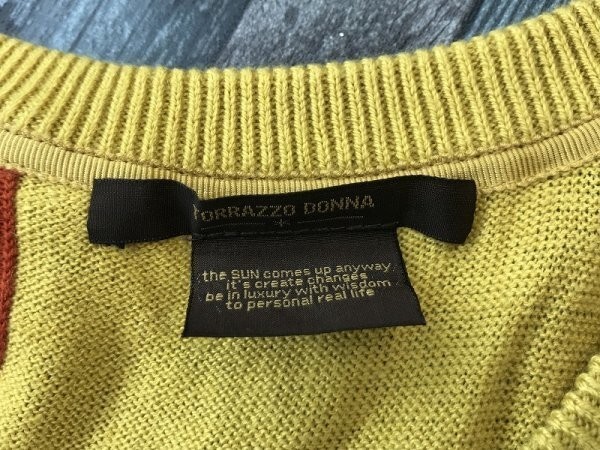 TORRAZZO DONNA
the SUN comes up anyway.
it's create changes
be in luxury with wisdom
to personal real life